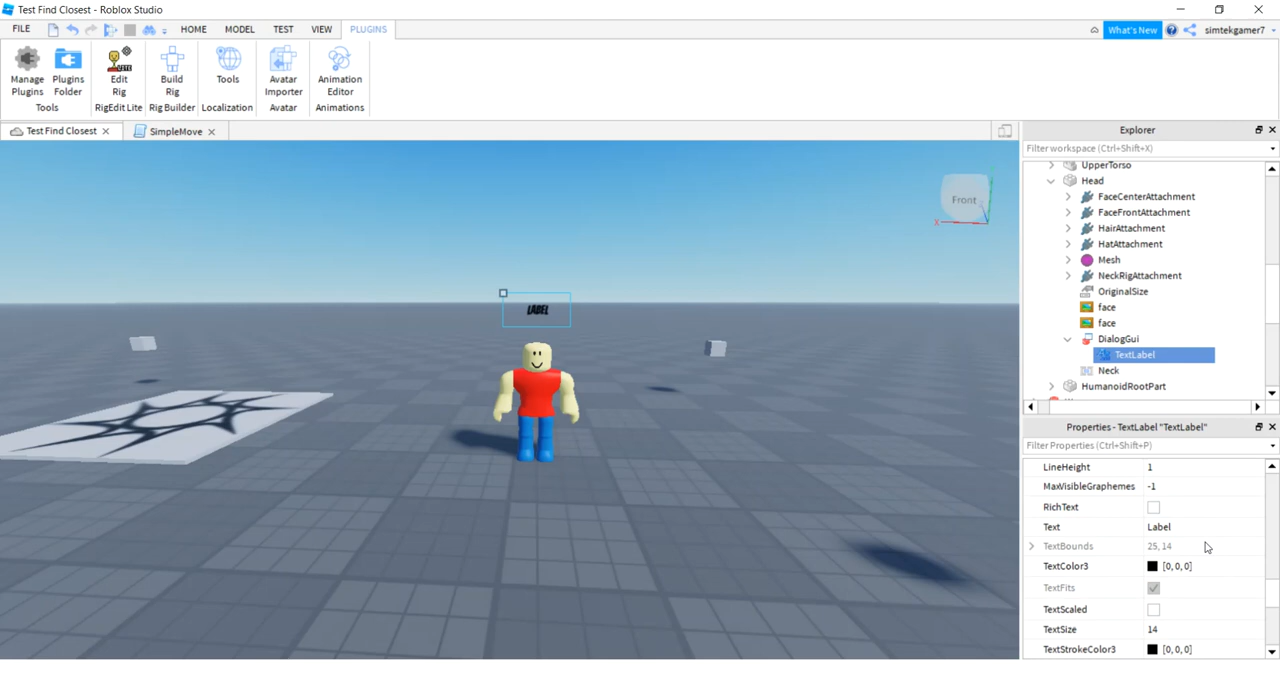 Test Find Closest - Roblox Studio
FILE HOME MODEL TEST VIEW PLUGINS What's New simtekgamer7
Manage Plugins
Plugins Folder
Edit Rig
Build Rig
Tools
Avatar Importer
Animation Editor
Tools RigEdit Lite Rig Builder Localization Avatar Animations
Test Find Closest SimpleMove
Front
X
LABEL
Explorer
Filter workspace (Ctrl+Shift+X)
UpperTorso
Head
FaceCenterAttachment
FaceFrontAttachment
HairAttachment
HatAttachment
Mesh
NeckRigAttachment
OriginalSize
face
face
DialogGui
TextLabel
Neck
HumanoidRootPart
Properties - TextLabel "TextLabel"
Filter Properties (Ctrl+Shift+P)
LineHeight 1
MaxVisibleGraphemes -1
RichText
Text Label
TextBounds 25, 14
TextColor3 [0, 0, 0]
TextFits
TextScaled
TextSize 14
TextStrokeColor3 [0, 0, 0]